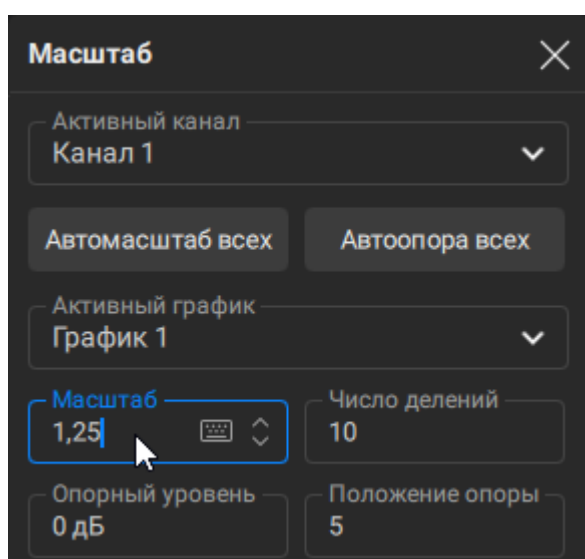 Масштаб
Активный канал
Канал 1
Автомасштаб всех Автоопора всех
Активный график
График 1
Масштаб Число делений
1,25 10
Опорный уровень Положение опоры
0 дБ 5